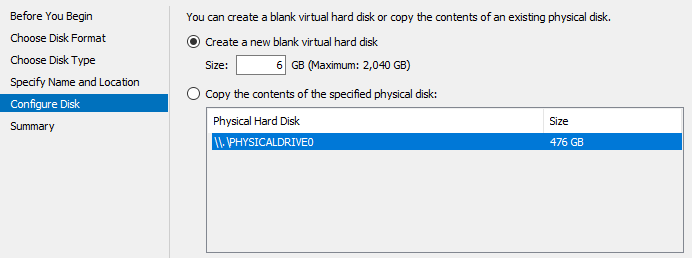 Before You Begin
Choose Disk Format
Choose Disk Type
Specify Name and Location
Configure Disk
Summary
You can create a blank virtual hard disk or copy the contents of an existing physical disk.
Create a new blank virtual hard disk
Size: 6 GB (Maximum: 2,040 GB)
Copy the contents of the specified physical disk:
Physical Hard Disk Size
\\.\PHYSICALDRIVE0 476 GB